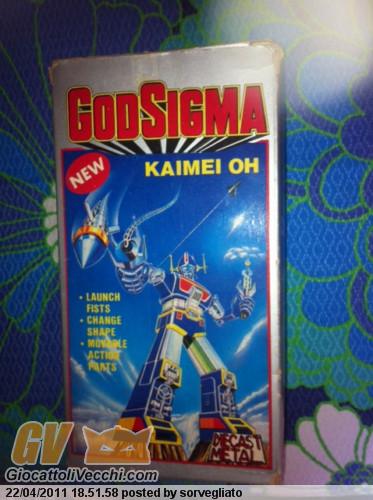 GODSIGMA
NEW
KAIMEI OH
• LAUNCH
FISTS
• CHANGE
SHAPE
• MOVABLE
ACTION
PARTS
DIECAST
METAL
GV
GiocattoliVecchi.com
22/04/2011 18.51.58 posted by sorvegliato